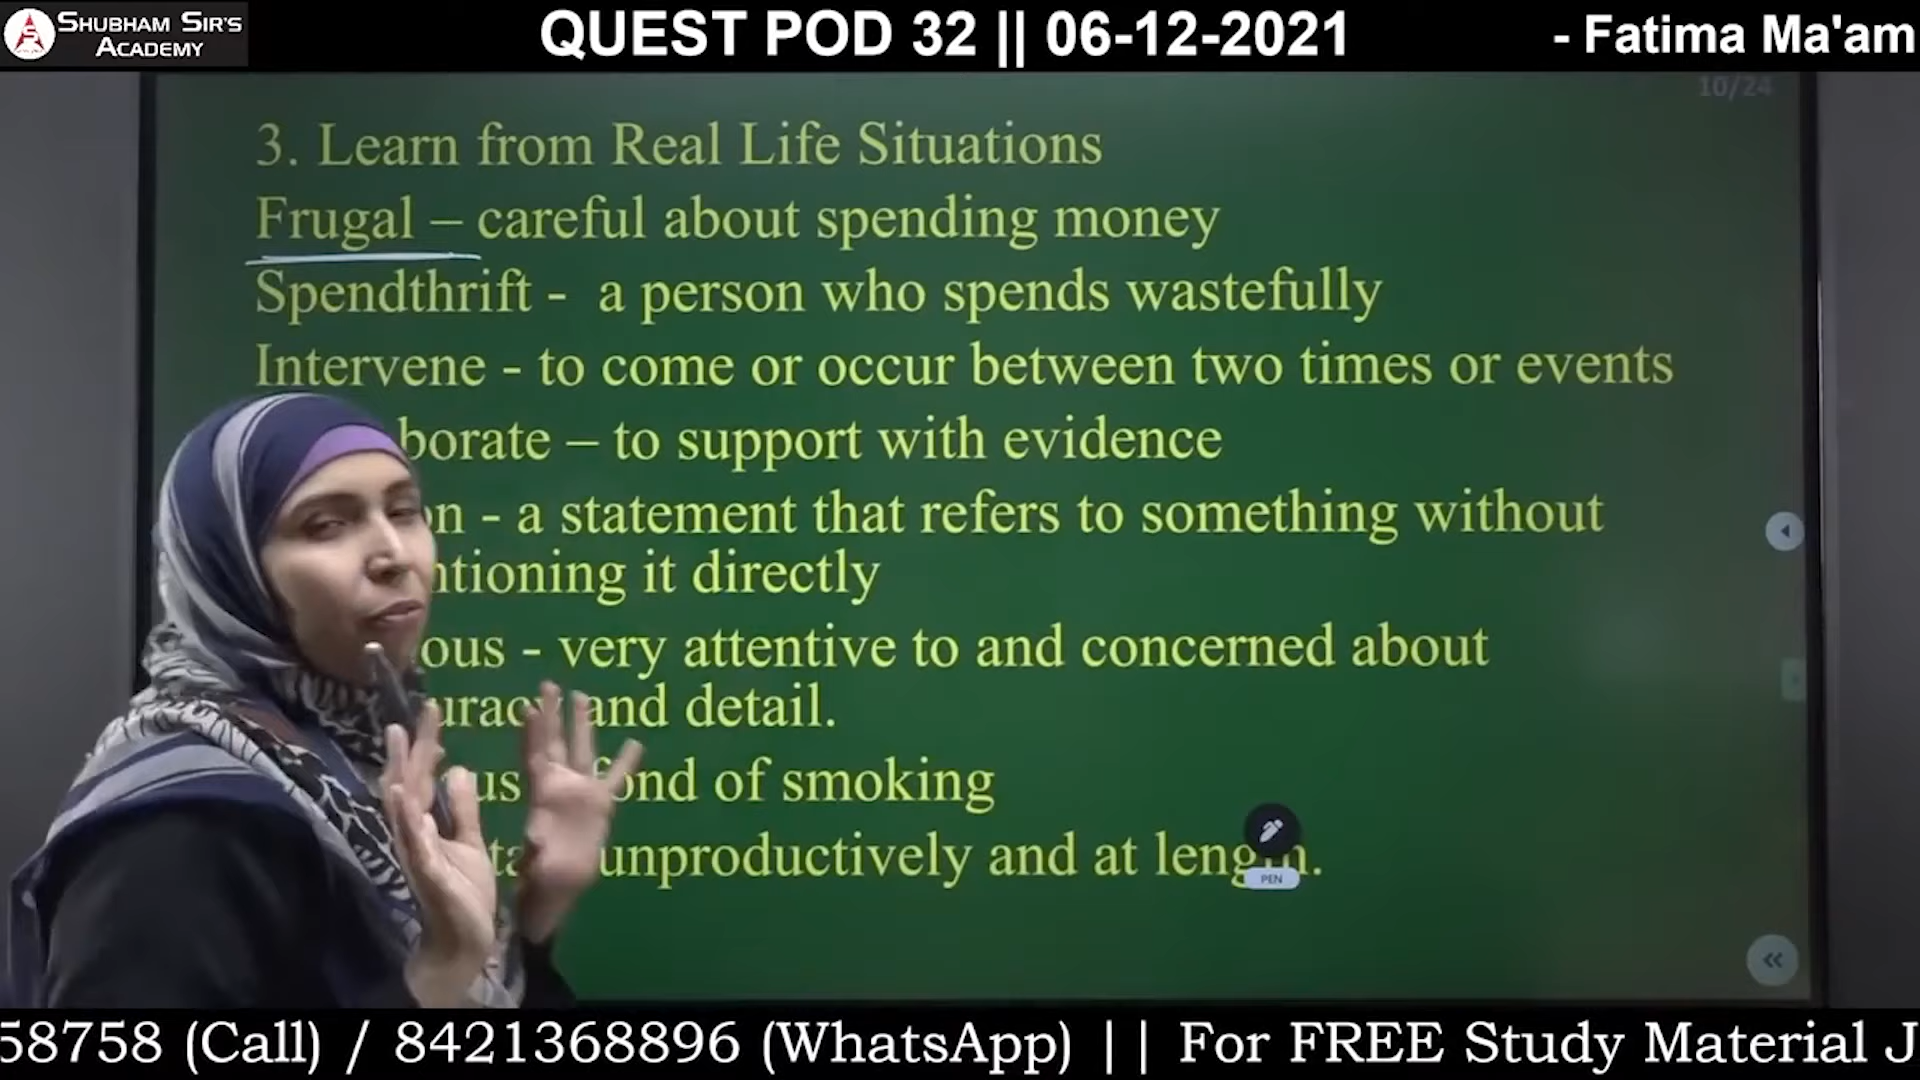 SHUBHAM SIR'S
ACADEMY
QUEST POD 32 || 06-12-2021
- Fatima Ma'am
10/24
3. Learn from Real Life Situations
Frugal – careful about spending money
Spendthrift - a person who spends wastefully
Intervene - to come or occur between two times or events
borate – to support with evidence
on - a statement that refers to something without
ntioning it directly
ous - very attentive to and concerned about
uracy and detail.
us fond of smoking
ta unproductively and at length.
PEN
58758 (Call) / 8421368896 (WhatsApp) || For FREE Study Material J